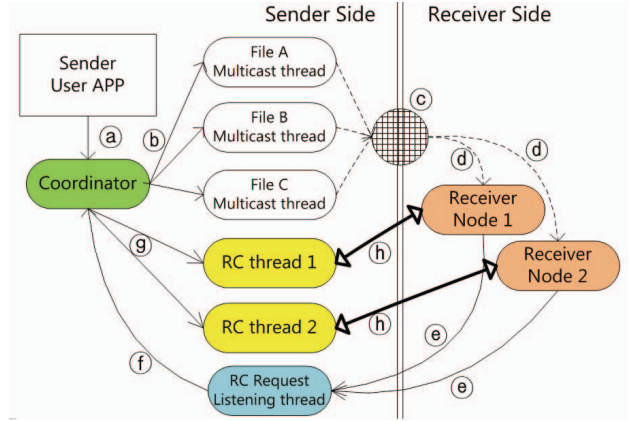 Sender Side
Receiver Side
Sender
User APP
File A
Multicast thread
ⓒ
ⓐ
ⓑ
File B
Multicast thread
ⓓ
ⓓ
Coordinator
File C
Multicast thread
Receiver
Node 1
ⓖ
RC thread 1
ⓗ
Receiver
Node 2
RC thread 2
ⓗ
ⓔ
ⓕ
RC Request
Listening thread
ⓔ